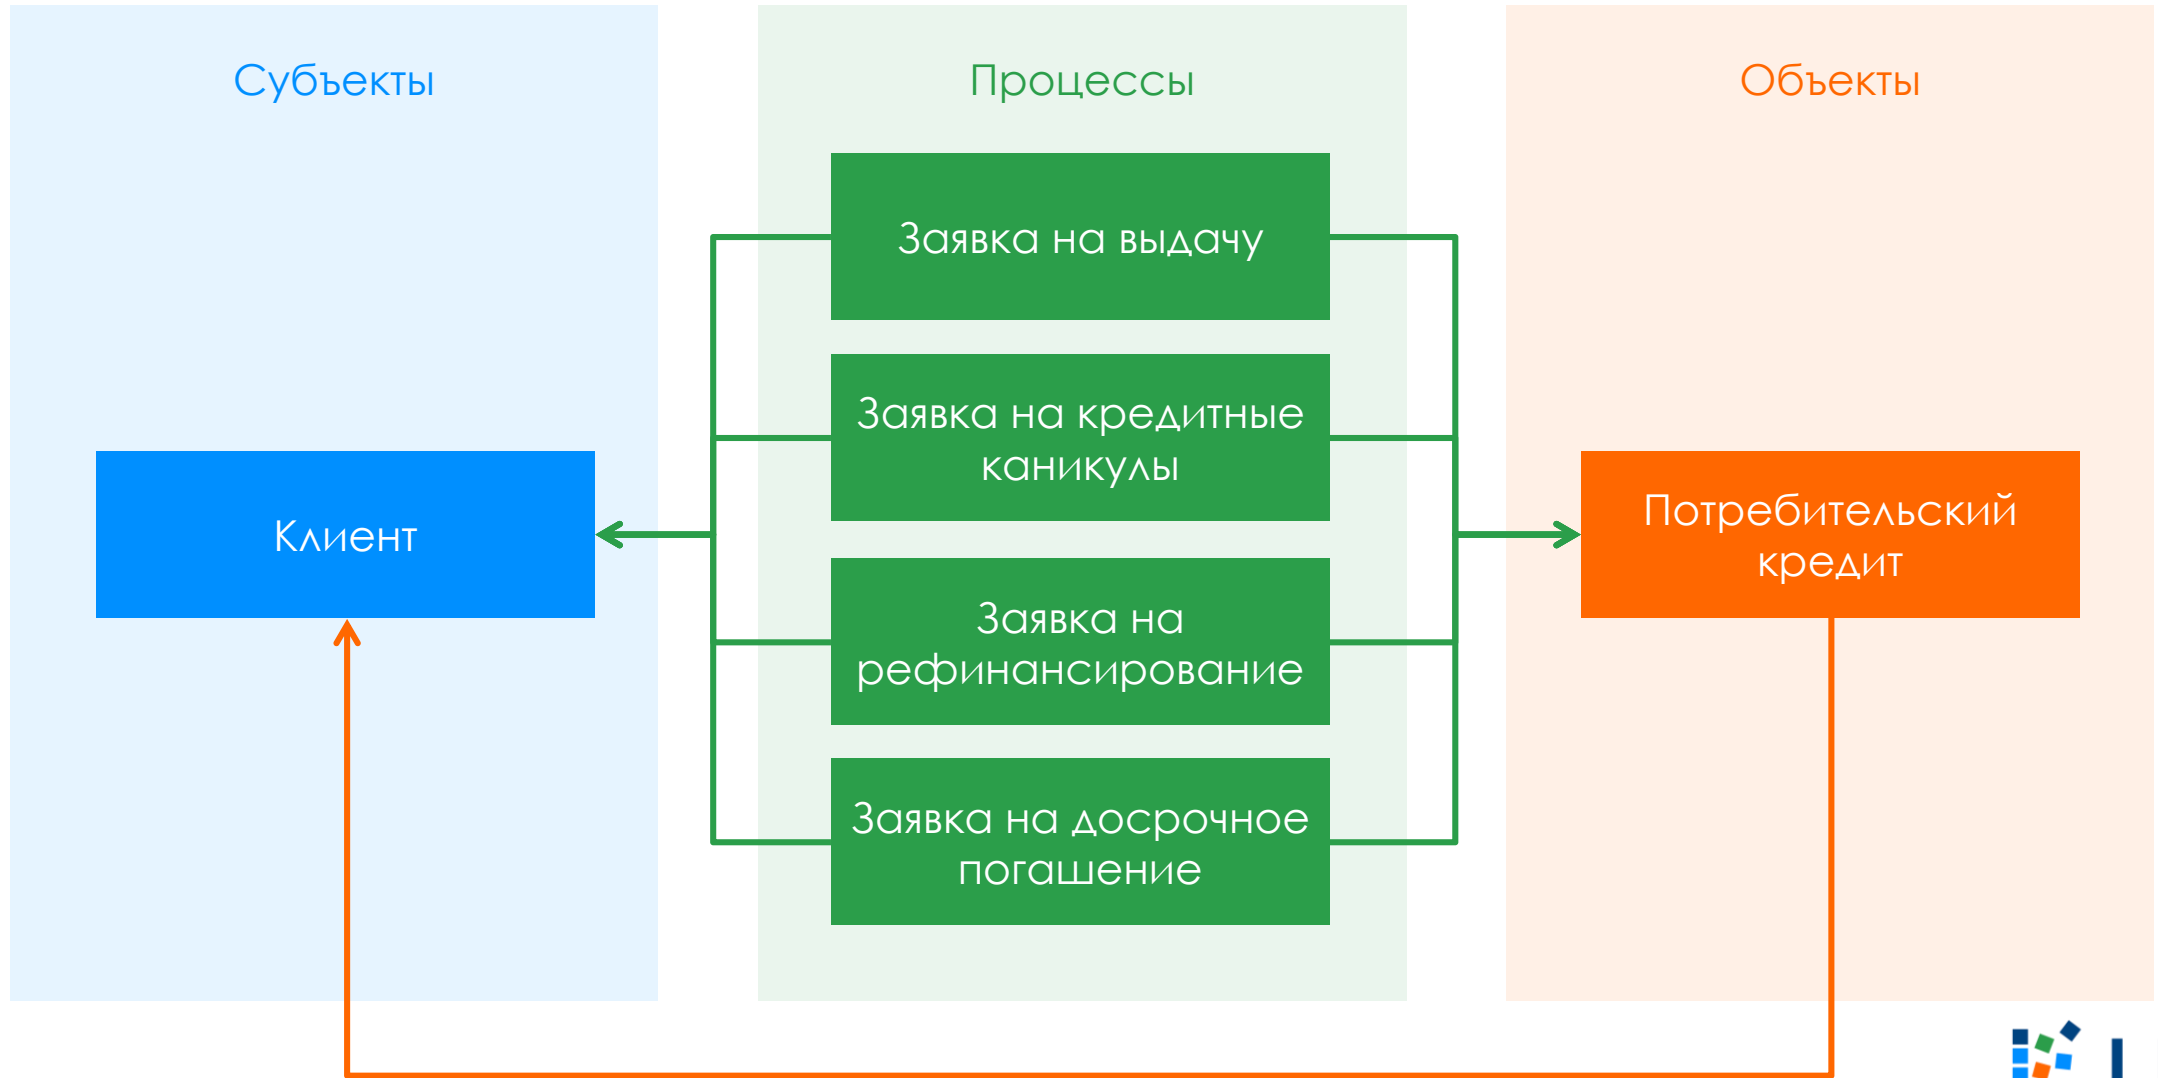 Субъекты
Процессы
Объекты
Заявка на выдачу
Заявка на кредитные
каникулы
Клиент
Потребительский
кредит
Заявка на
рефинансирование
Заявка на досрочное
погашение